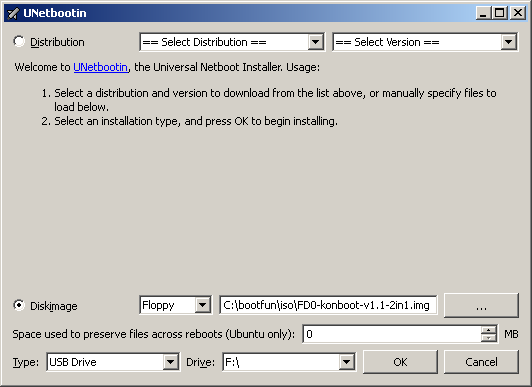 UNetbootin
Distribution == Select Distribution == == Select Version ==
Welcome to UNetbootin, the Universal Netboot Installer. Usage:
1. Select a distribution and version to download from the list above, or manually specify files to
load below.
2. Select an installation type, and press OK to begin installing.
Diskimage Floppy C:\bootfun\iso\FD0-konboot-v1.1-2in1.img ...
Space used to preserve files across reboots (Ubuntu only): 0 MB
Type: USB Drive Drive: F:\ OK Cancel